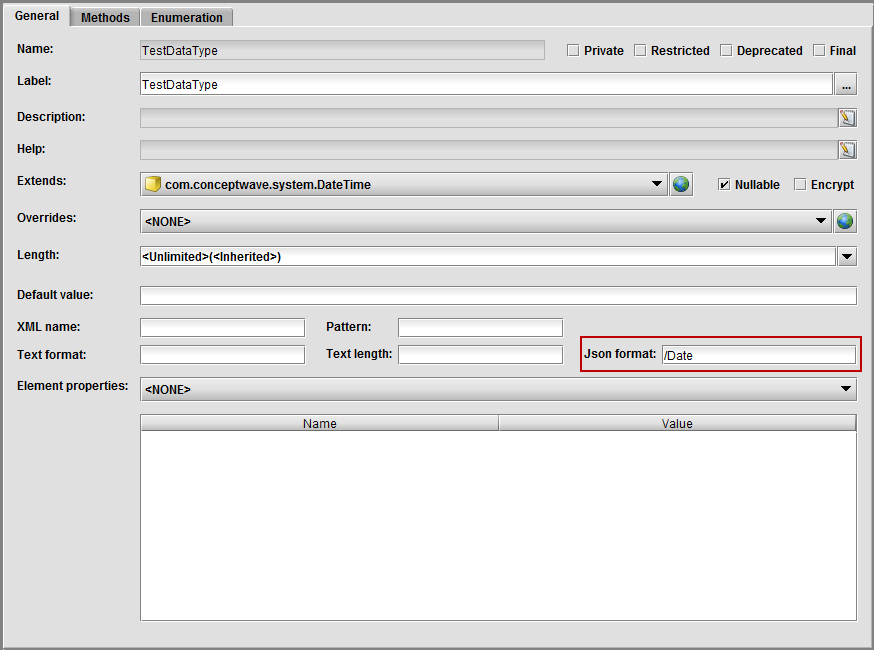 General Methods Enumeration
Name: TestDataType Private Restricted Deprecated Final
Label: TestDataType ...
Description:
Help:
Extends: com.conceptwave.system.DateTime Nullable Encrypt
Overrides: <NONE>
Length: <Unlimited>(<Inherited>)
Default value:
XML name: Pattern:
Text format: Text length: Json format: /Date
Element properties: <NONE>
Name Value